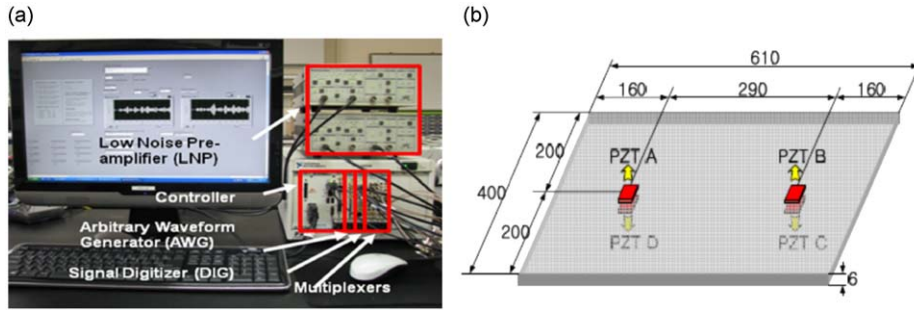 (a)
(b)
Low Noise Pre-
amplifier (LNP)
Controller
Arbitrary Waveform
Generator (AWG)
Signal Digitizer (DIG)
Multiplexers
610
160
290
160
200
400
200
PZT A
PZT B
PZT D
PZT C
6